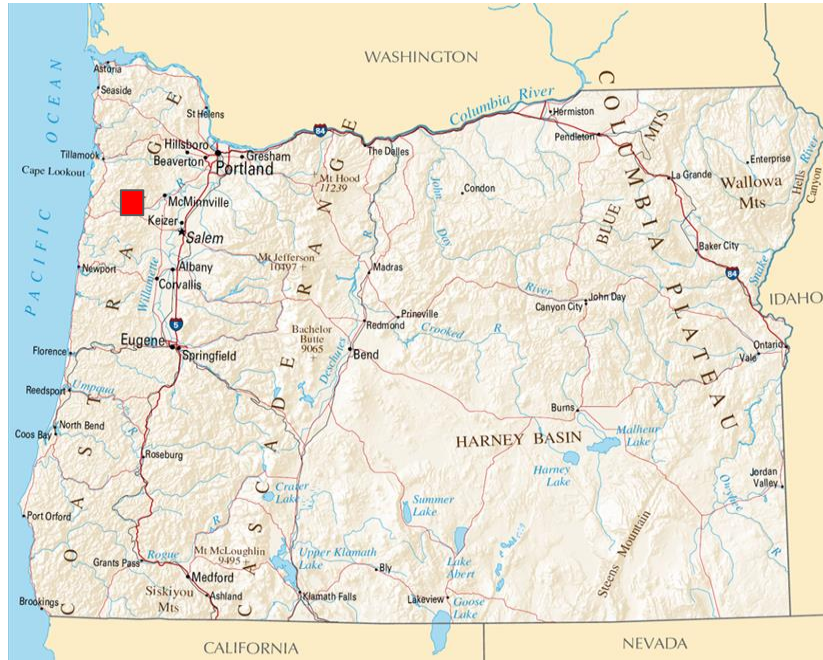 WASHINGTON
PACIFIC OCEAN
Astoria
Seaside
St Helens
Columbia River
84
Hermiston
Pendleton
COLUMBIA PLATEAU
MTS
BLUE
Hillsboro
Beaverton
Portland
Gresham
The Dalles
Tillamook
Cape Lookout
Mt Hood
11239
John Day
Condon
La Grande
Enterprise
Wallowa
Mts
Hells Canyon
River
McMinnville
Keizer
Salem
R
COAST RANGE
CASCADE RANGE
Mt Jefferson
10497 +
Baker City
84
Snake
IDAHO
Newport
Albany
Corvallis
Willamette
Madras
R
River
John Day
Canyon City
Prineville
Redmond
Crooked R
5
Eugene
Springfield
Bachelor
Butte
9065
Deschutes
Bend
Florence
Ontario
Vale
Reedsport
Umpqua
R
North Bend
Coos Bay
Roseburg
Burns
HARNEY BASIN
Malheur
Lake
Harney
Lake
Jordan
Valley
Owyhee
R
Port Orford
Crater
Lake
Summer
Lake
Steens Mountain
Grants Pass
Rogue
R
Mt McLoughlin
9495 +
Upper Klamath
Lake
Bly
Lake
Abert
Medford
Siskiyou
Mts
Ashland
Klamath Falls
Lakeview
Goose
Lake
Brookings
CALIFORNIA
NEVADA